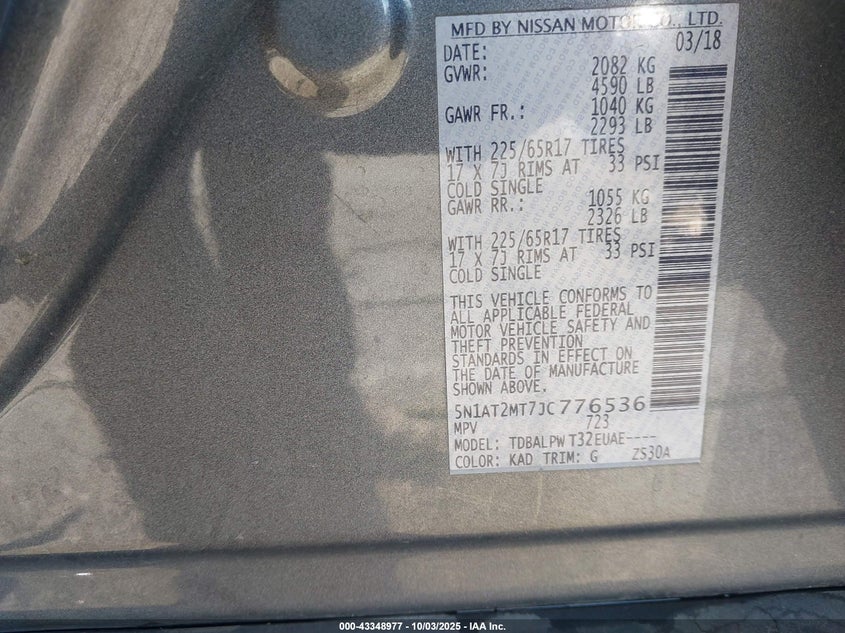 MFD BY NISSAN MOTOR CO., LTD.
DATE: 03/18
GVWR: 2082 KG
4590 LB
GAWR FR.: 1040 KG
2293 LB
WITH 225/65R17 TIRES
17 X 7J RIMS AT 33 PSI
COLD SINGLE
GAWR RR.: 1055 KG
2326 LB
WITH 225/65R17 TIRES
17 X 7J RIMS AT 33 PSI
COLD SINGLE
THIS VEHICLE CONFORMS TO
ALL APPLICABLE FEDERAL
MOTOR VEHICLE SAFETY AND
THEFT PREVENTION
STANDARDS IN EFFECT ON
THE DATE OF MANUFACTURE
SHOWN ABOVE.
5N1AT2MT7JC776536
MPV 723
MODEL: TDBALPW T32EUAE----
COLOR: KAD TRIM: G ZS30A
000-43348977 - 10/03/2025 - IAA Inc.